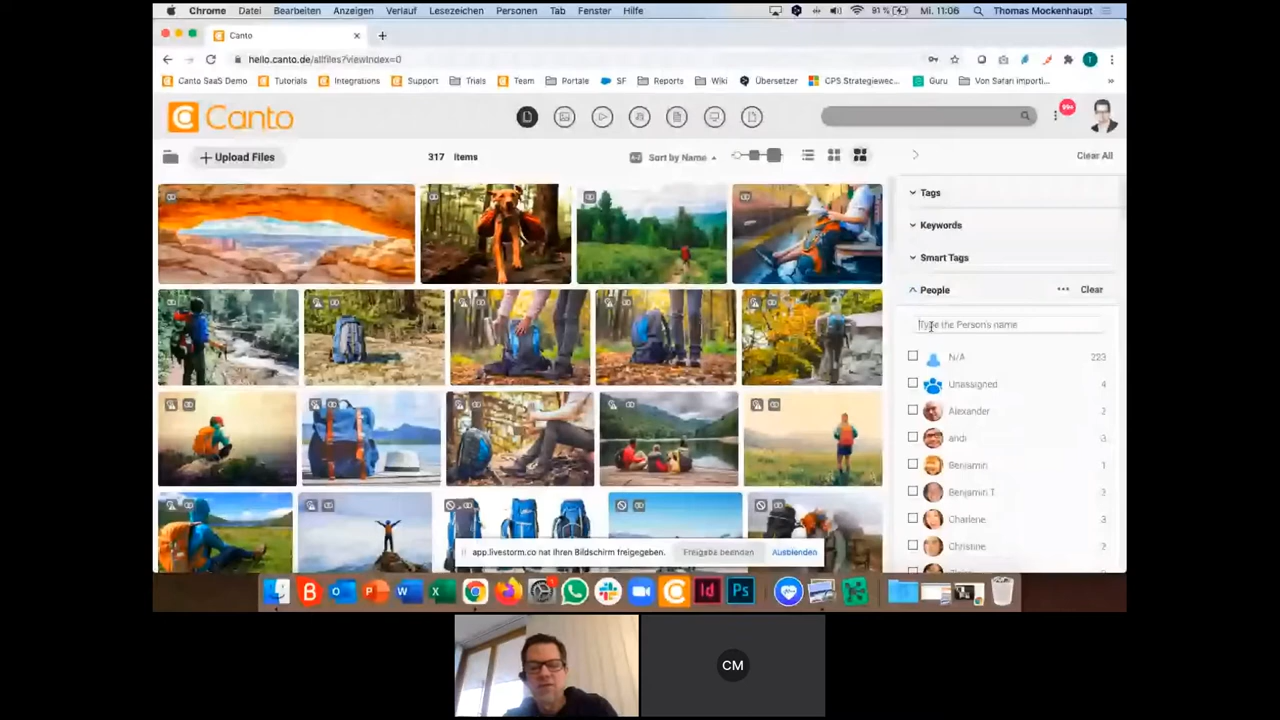 Chrome Datei Bearbeiten Anzeigen Verlauf Lesezeichen Personen Tab Fenster Hilfe 91 % Mi. 11:06 Thomas Mockenhaupt
Canto
hello.canto.de/allfiles?viewIndex=0
Canto SaaS Demo Tutorials Integrations Support Trials Team Portale SF Reports Wiki Übersetzer CPS Strategiewec... Guru Von Safari importi... »
Canto 99+
+ Upload Files 317 Items Sort by Name Clear All
Tags
Keywords
Smart Tags
People ... Clear
Type the Person's name
N/A 223
Unassigned 4
Alexander 2
andi 3
Benjamin 1
Benjamin T 2
Charlene 3
Christine 2
app.livestorm.co hat Ihren Bildschirm freigegeben. Freigabe beenden Ausblenden
Id Ps
CM